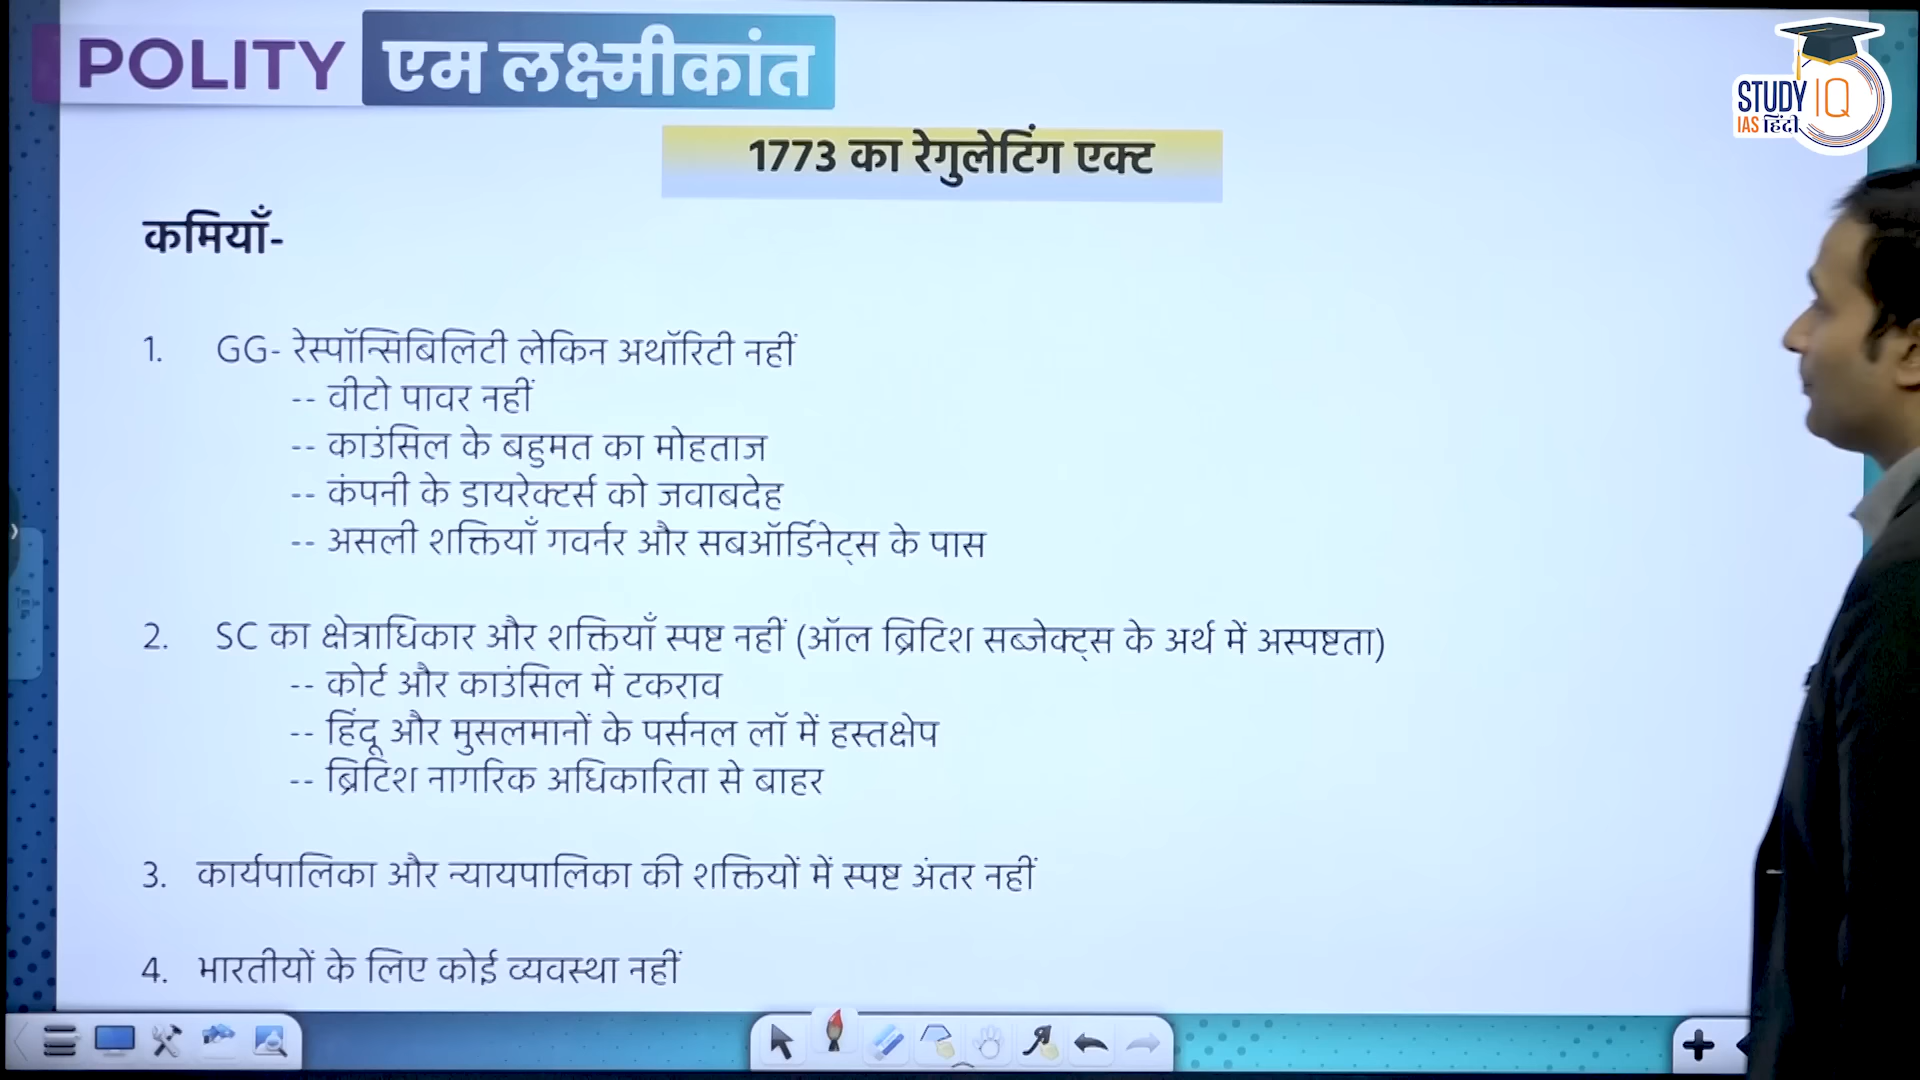 POLITY एम लक्ष्मीकांत
STUDY IQ
IAS हिंदी
1773 का रेगुलेटिंग एक्ट
कमियाँ-
1. GG- रेस्पॉन्सिबिलिटी लेकिन अथॉरिटी नहीं
-- वीटो पावर नहीं
-- काउंसिल के बहुमत का मोहताज
-- कंपनी के डायरेक्टर्स को जवाबदेह
-- असली शक्तियाँ गवर्नर और सबऑर्डिनेट्स के पास
2. SC का क्षेत्राधिकार और शक्तियाँ स्पष्ट नहीं (ऑल ब्रिटिश सब्जेक्ट्स के अर्थ में अस्पष्टता)
-- कोर्ट और काउंसिल में टकराव
-- हिंदू और मुसलमानों के पर्सनल लॉ में हस्तक्षेप
-- ब्रिटिश नागरिक अधिकारिता से बाहर
3. कार्यपालिका और न्यायपालिका की शक्तियों में स्पष्ट अंतर नहीं
4. भारतीयों के लिए कोई व्यवस्था नहीं